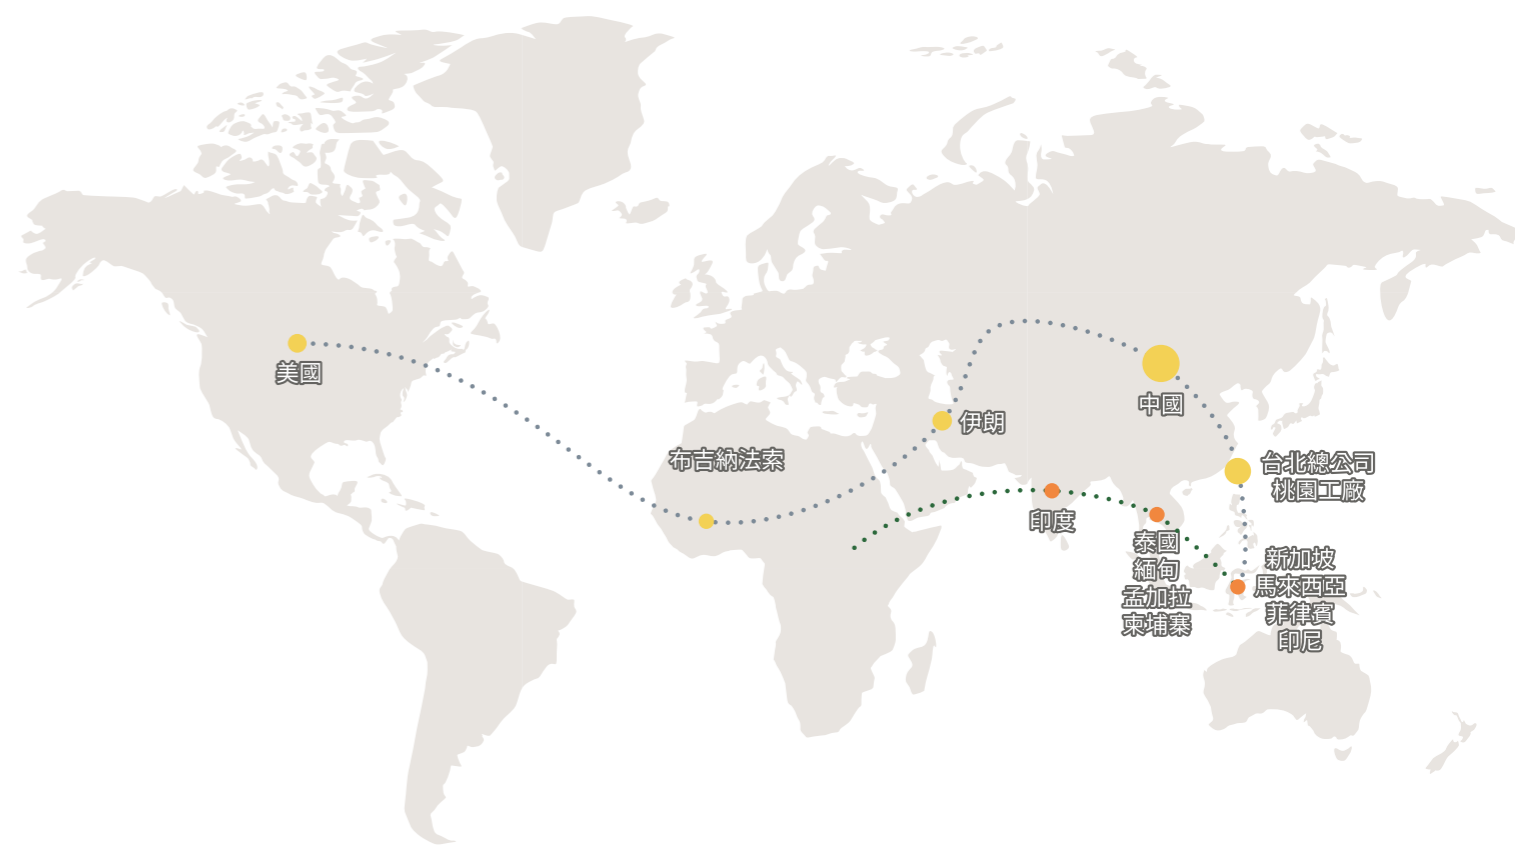 美國
布吉納法索
伊朗
中國
台北總公司
桃園工廠
印度
泰國
緬甸
孟加拉
柬埔寨
新加坡
馬來西亞
菲律賓
印尼